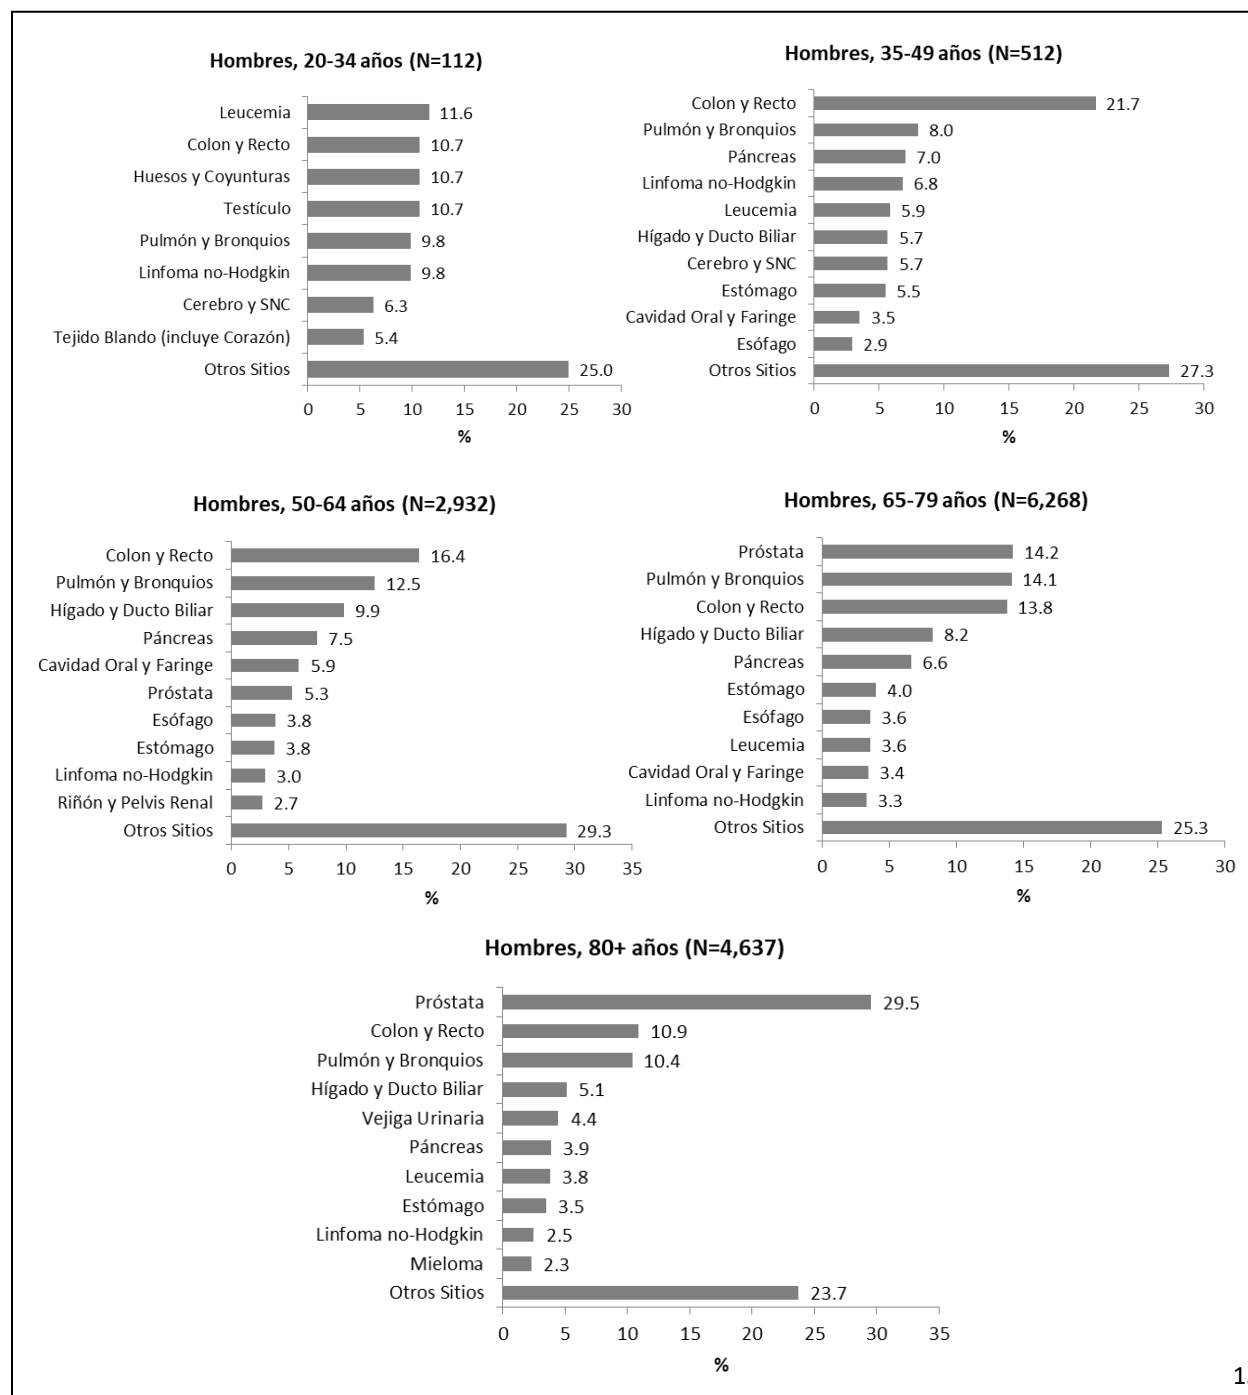 Hombres, 20-34 años (N=112)
Leucemia 11.6
Colon y Recto 10.7
Huesos y Coyunturas 10.7
Testículo 10.7
Pulmón y Bronquios 9.8
Linfoma no-Hodgkin 9.8
Cerebro y SNC 6.3
Tejido Blando (incluye Corazón) 5.4
Otros Sitios 25.0
0 5 10 15 20 25 30
%
Hombres, 35-49 años (N=512)
Colon y Recto 21.7
Pulmón y Bronquios 8.0
Páncreas 7.0
Linfoma no-Hodgkin 6.8
Leucemia 5.9
Hígado y Ducto Biliar 5.7
Cerebro y SNC 5.7
Estómago 5.5
Cavidad Oral y Faringe 3.5
Esófago 2.9
Otros Sitios 27.3
0 5 10 15 20 25 30
%
Hombres, 50-64 años (N=2,932)
Colon y Recto 16.4
Pulmón y Bronquios 12.5
Hígado y Ducto Biliar 9.9
Páncreas 7.5
Cavidad Oral y Faringe 5.9
Próstata 5.3
Esófago 3.8
Estómago 3.8
Linfoma no-Hodgkin 3.0
Riñón y Pelvis Renal 2.7
Otros Sitios 29.3
0 5 10 15 20 25 30 35
%
Hombres, 65-79 años (N=6,268)
Próstata 14.2
Pulmón y Bronquios 14.1
Colon y Recto 13.8
Hígado y Ducto Biliar 8.2
Páncreas 6.6
Estómago 4.0
Esófago 3.6
Leucemia 3.6
Cavidad Oral y Faringe 3.4
Linfoma no-Hodgkin 3.3
Otros Sitios 25.3
0 5 10 15 20 25 30
%
Hombres, 80+ años (N=4,637)
Próstata 29.5
Colon y Recto 10.9
Pulmón y Bronquios 10.4
Hígado y Ducto Biliar 5.1
Vejiga Urinaria 4.4
Páncreas 3.9
Leucemia 3.8
Estómago 3.5
Linfoma no-Hodgkin 2.5
Mieloma 2.3
Otros Sitios 23.7
0 5 10 15 20 25 30 35
%